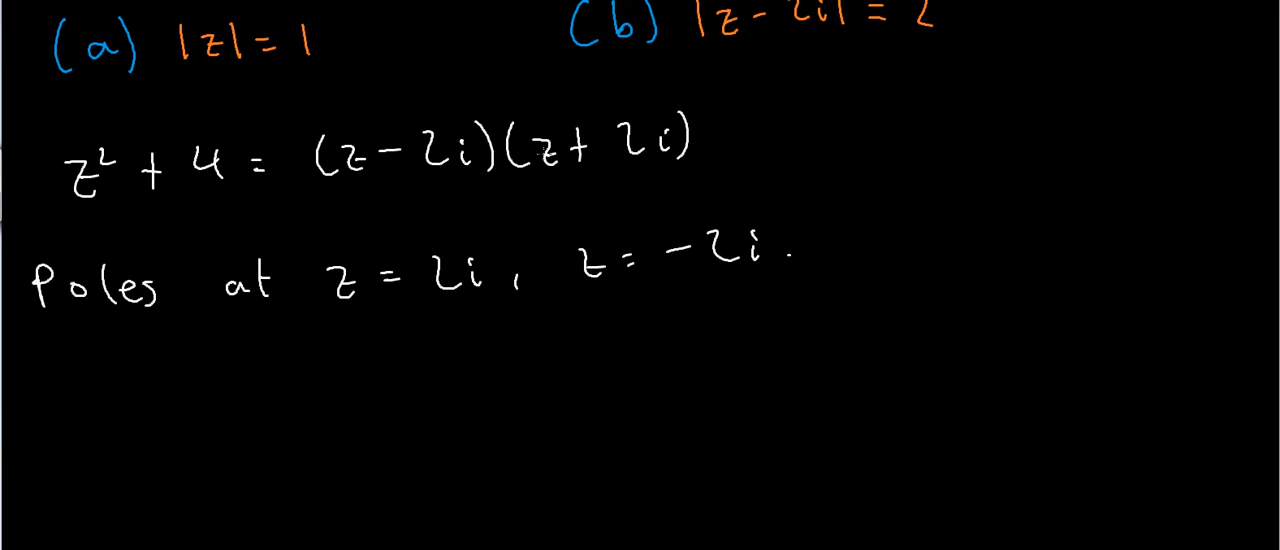 (a) |z| = 1 (b) |z - 2i| = 2
z² + 4 = (z - 2i)(z + 2i)
Poles at z = 2i, z = -2i.